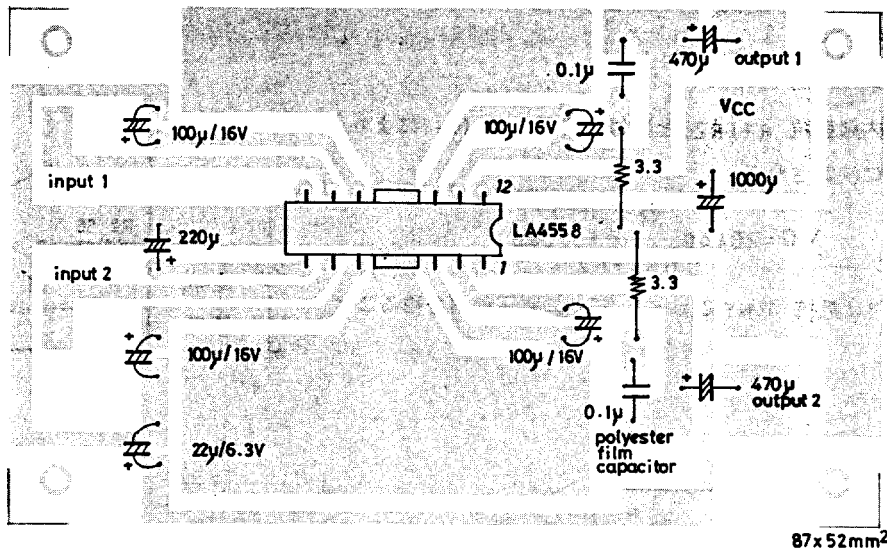 470μ
output 1
0.1μ
VCC
100μ/16V
100μ/16V
3.3
1000μ
input 1
12
220μ
LA4558
input 2
1
3.3
100μ/16V
100μ/16V
470μ
output 2
0.1μ
polyester
film
capacitor
22μ/6.3V
87x52mm²